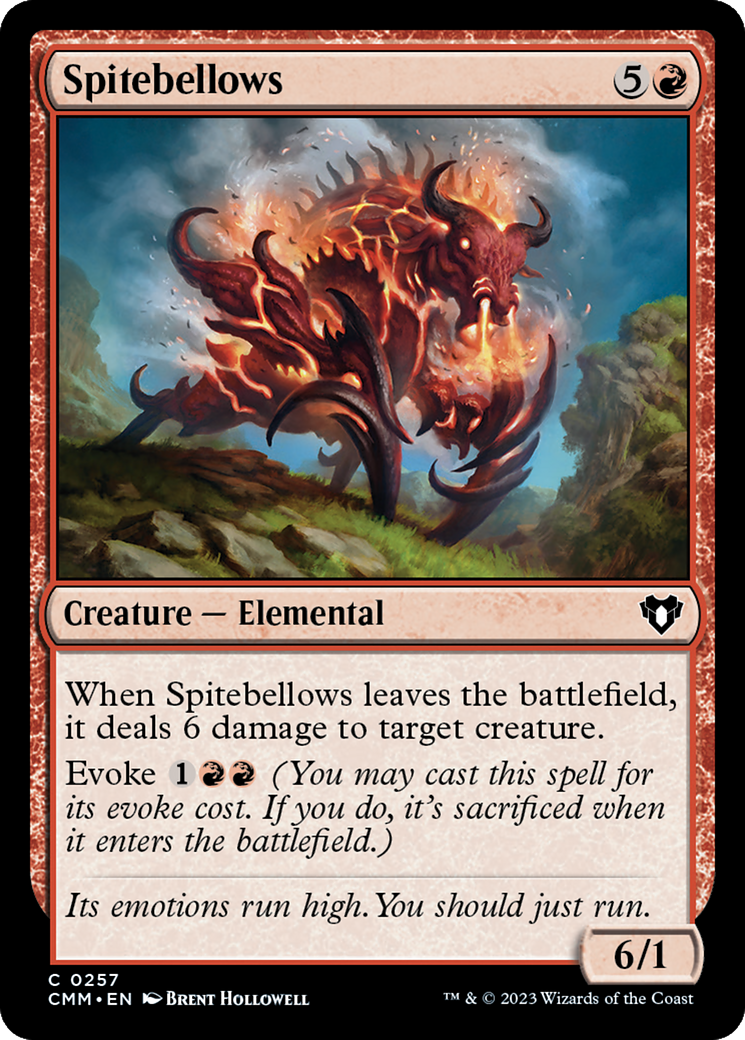 Spitebellows 5
Creature — Elemental
When Spitebellows leaves the battlefield,
it deals 6 damage to target creature.
Evoke 1 (You may cast this spell for
its evoke cost. If you do, it's sacrificed when
it enters the battlefield.)
Its emotions run high. You should just run.
6/1
C 0257
CMM • EN Brent Hollowell
™ & © 2023 Wizards of the Coast